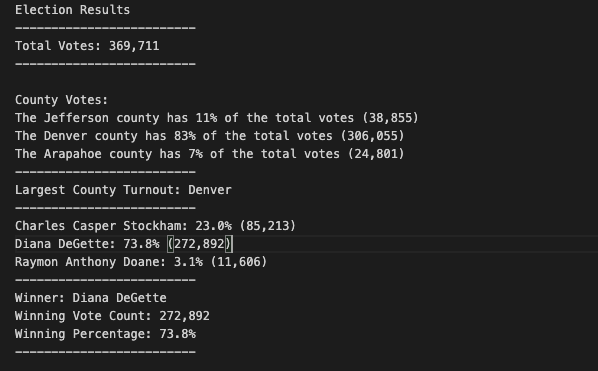 Election Results
-------------------------
Total Votes: 369,711
-------------------------
County Votes:
The Jefferson county has 11% of the total votes (38,855)
The Denver county has 83% of the total votes (306,055)
The Arapahoe county has 7% of the total votes (24,801)
-------------------------
Largest County Turnout: Denver
-------------------------
Charles Casper Stockham: 23.0% (85,213)
Diana DeGette: 73.8% (272,892)
Raymon Anthony Doane: 3.1% (11,606)
-------------------------
Winner: Diana DeGette
Winning Vote Count: 272,892
Winning Percentage: 73.8%
-------------------------